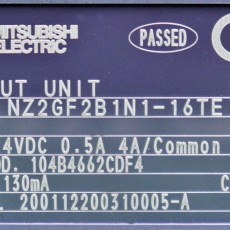 MITSUBISHI
ELECTRIC
PASSED
UT UNIT
NZ2GF2B1N1-16TE
4VDC 0.5A 4A/Common
D. 104B4662CDF4
130mA C
L 200112200310005-A